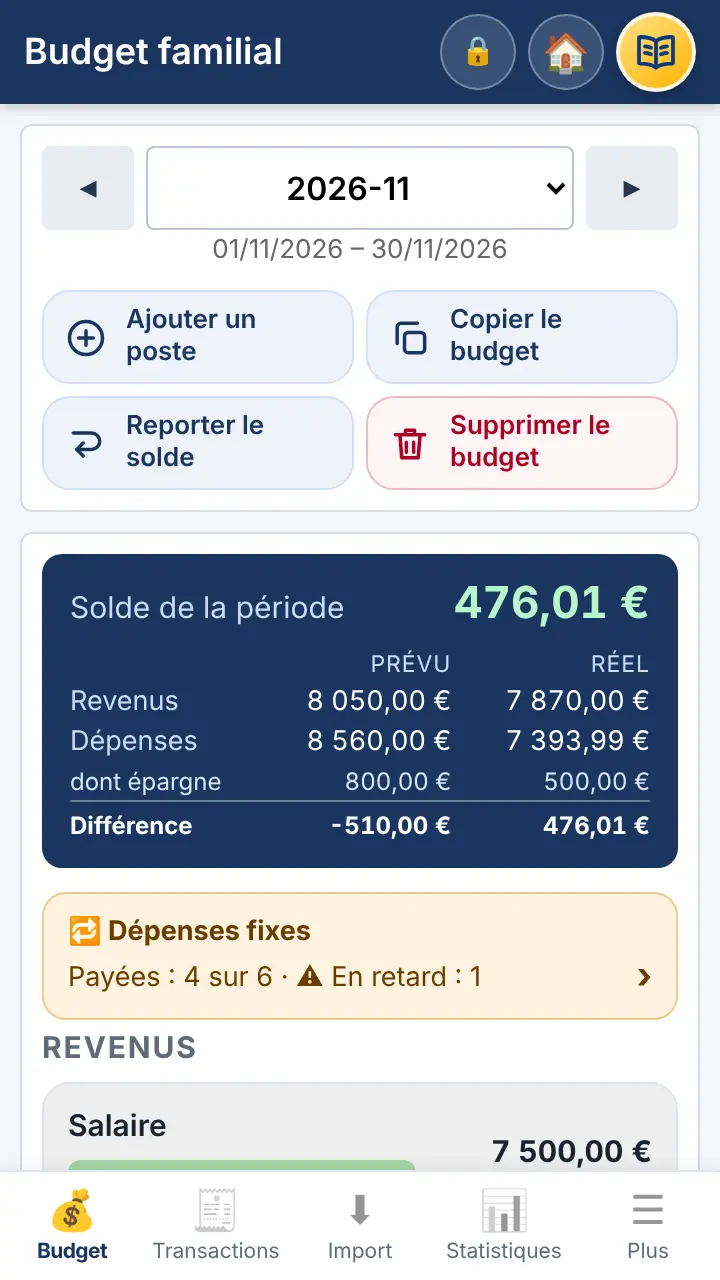 Budget familial
2026-11
01/11/2026 – 30/11/2026
Ajouter un
poste
Copier le
budget
Reporter le
solde
Supprimer le
budget
Solde de la période 476,01 €
PRÉVU RÉEL
Revenus 8 050,00 € 7 870,00 €
Dépenses 8 560,00 € 7 393,99 €
dont épargne 800,00 € 500,00 €
Différence -510,00 € 476,01 €
Dépenses fixes
Payées : 4 sur 6 · ⚠ En retard : 1
REVENUS
Salaire
7 500,00 €
Budget Transactions Import Statistiques Plus